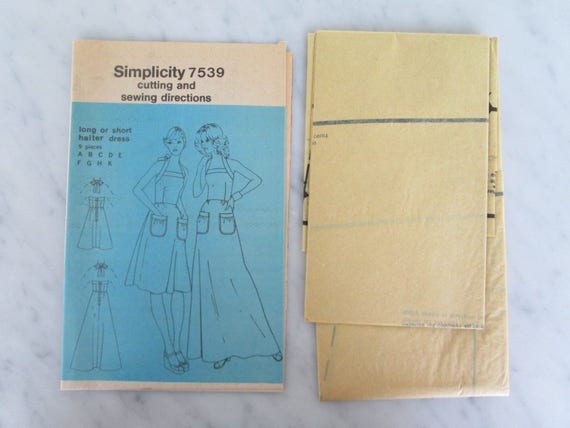 Simplicity 7539
cutting and
sewing directions
long or short
halter dress
9 pieces
A B C D E
F G H K